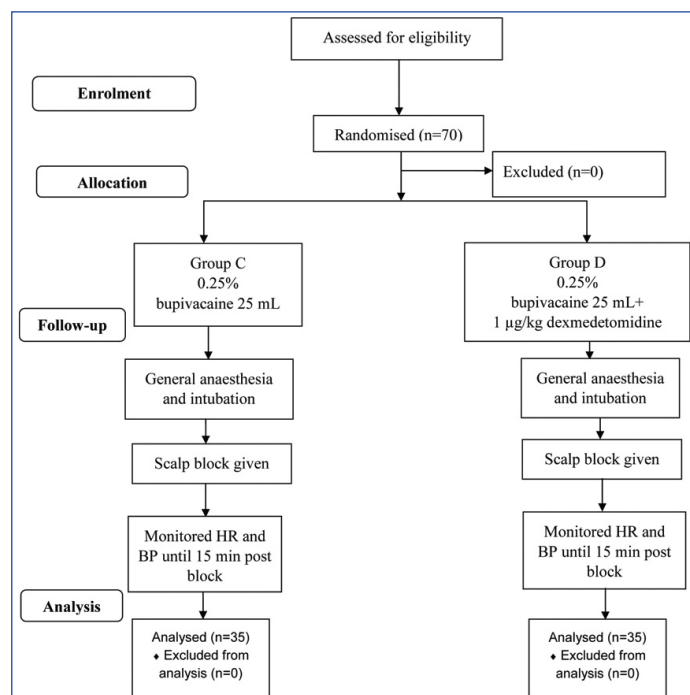 Assessed for eligibility
Enrolment
Randomised (n=70)
Excluded (n=0)
Allocation
Group C
0.25%
bupivacaine 25 mL
Group D
0.25%
bupivacaine 25 mL+
1 µg/kg dexmedetomidine
Follow-up
General anaesthesia
and intubation
General anaesthesia
and intubation
Scalp block given
Scalp block given
Monitored HR and
BP until 15 min post
block
Monitored HR and
BP until 15 min post
block
Analysis
Analysed (n=35)
♦ Excluded from
analysis (n=0)
Analysed (n=35)
♦ Excluded from
analysis (n=0)